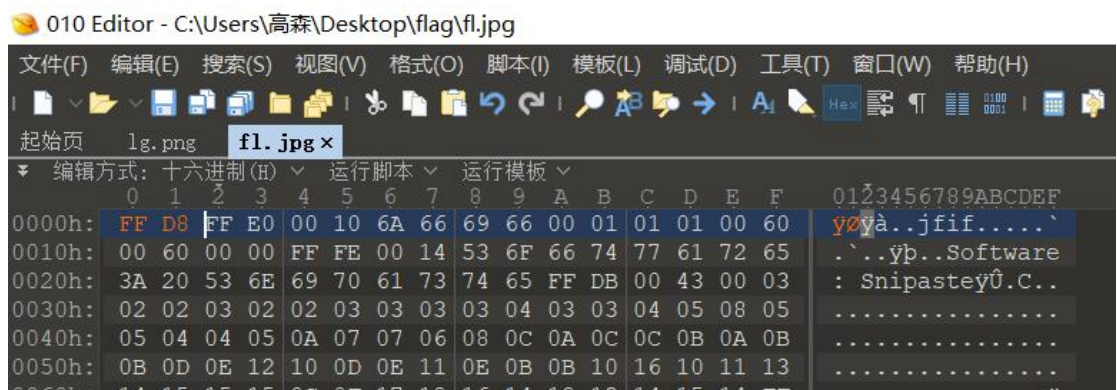 010 Editor - C:\Users\高森\Desktop\flag\fl.jpg
文件(F) 编辑(E) 搜索(S) 视图(V) 格式(O) 脚本(I) 模板(L) 调试(D) 工具(T) 窗口(W) 帮助(H)
Hex
起始页 lg.png fl.jpg ×
编辑方式: 十六进制(H) 运行脚本 运行模板
0 1 2 3 4 5 6 7 8 9 A B C D E F 0123456789ABCDEF
0000h: FF D8 FF E0 00 10 6A 66 69 66 00 01 01 01 00 60 ÿØÿà..jfif.....`
0010h: 00 60 00 00 FF FE 00 14 53 6F 66 74 77 61 72 65 .`..ÿþ..Software
0020h: 3A 20 53 6E 69 70 61 73 74 65 FF DB 00 43 00 03 : SnipasteÿÛ.C..
0030h: 02 02 03 02 02 03 03 03 03 04 03 03 04 05 08 05 ................
0040h: 05 04 04 05 0A 07 07 06 08 0C 0A 0C 0C 0B 0A 0B ................
0050h: 0B 0D 0E 12 10 0D 0E 11 0E 0B 0B 10 16 10 11 13 ................